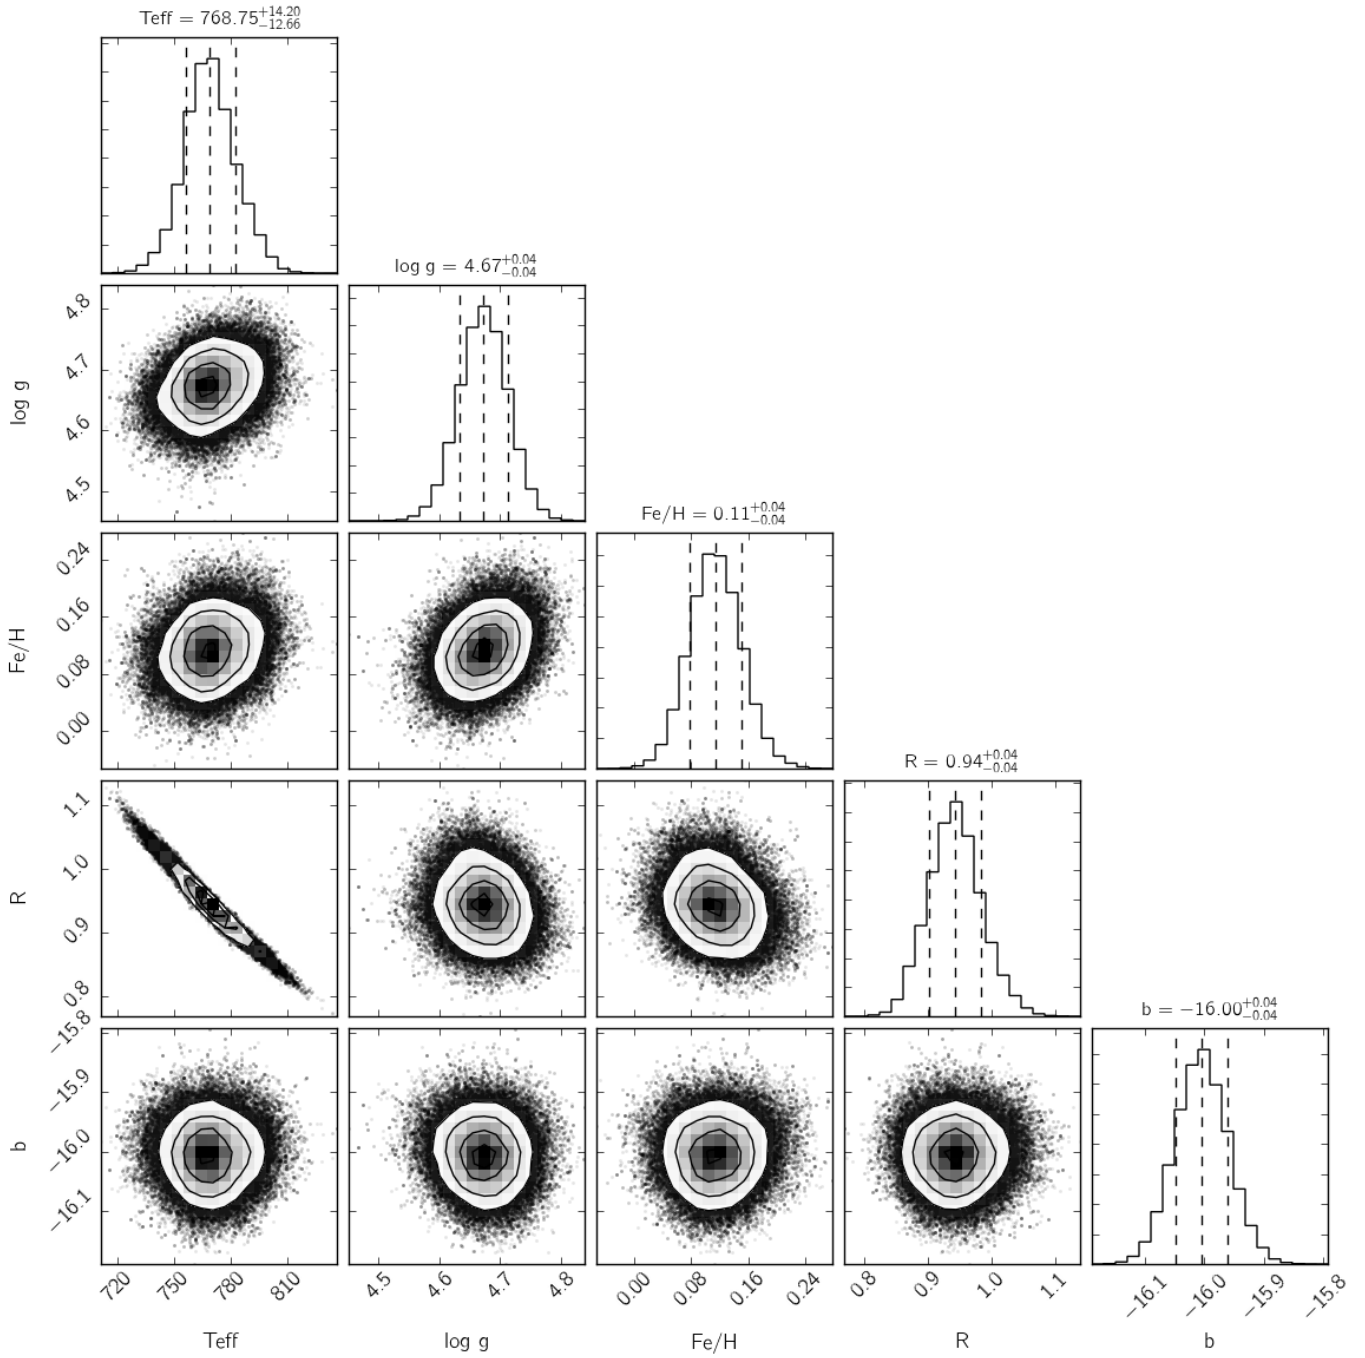 Teff = 768.75+14.20−12.66
log g = 4.67+0.04−0.04
4.8
4.7
4.6
4.5
log g
Fe/H = 0.11+0.04−0.04
0.24
0.16
0.08
0.00
Fe/H
R = 0.94+0.04−0.04
1.1
1.0
0.9
0.8
R
b = −16.00+0.04−0.04
−15.8
−15.9
−16.0
−16.1
b
720 750 780 810 4.5 4.6 4.7 4.8 0.00 0.08 0.16 0.24 0.8 0.9 1.0 1.1 −16.1 −16.0 −15.9 −15.8
Teff log g Fe/H R b